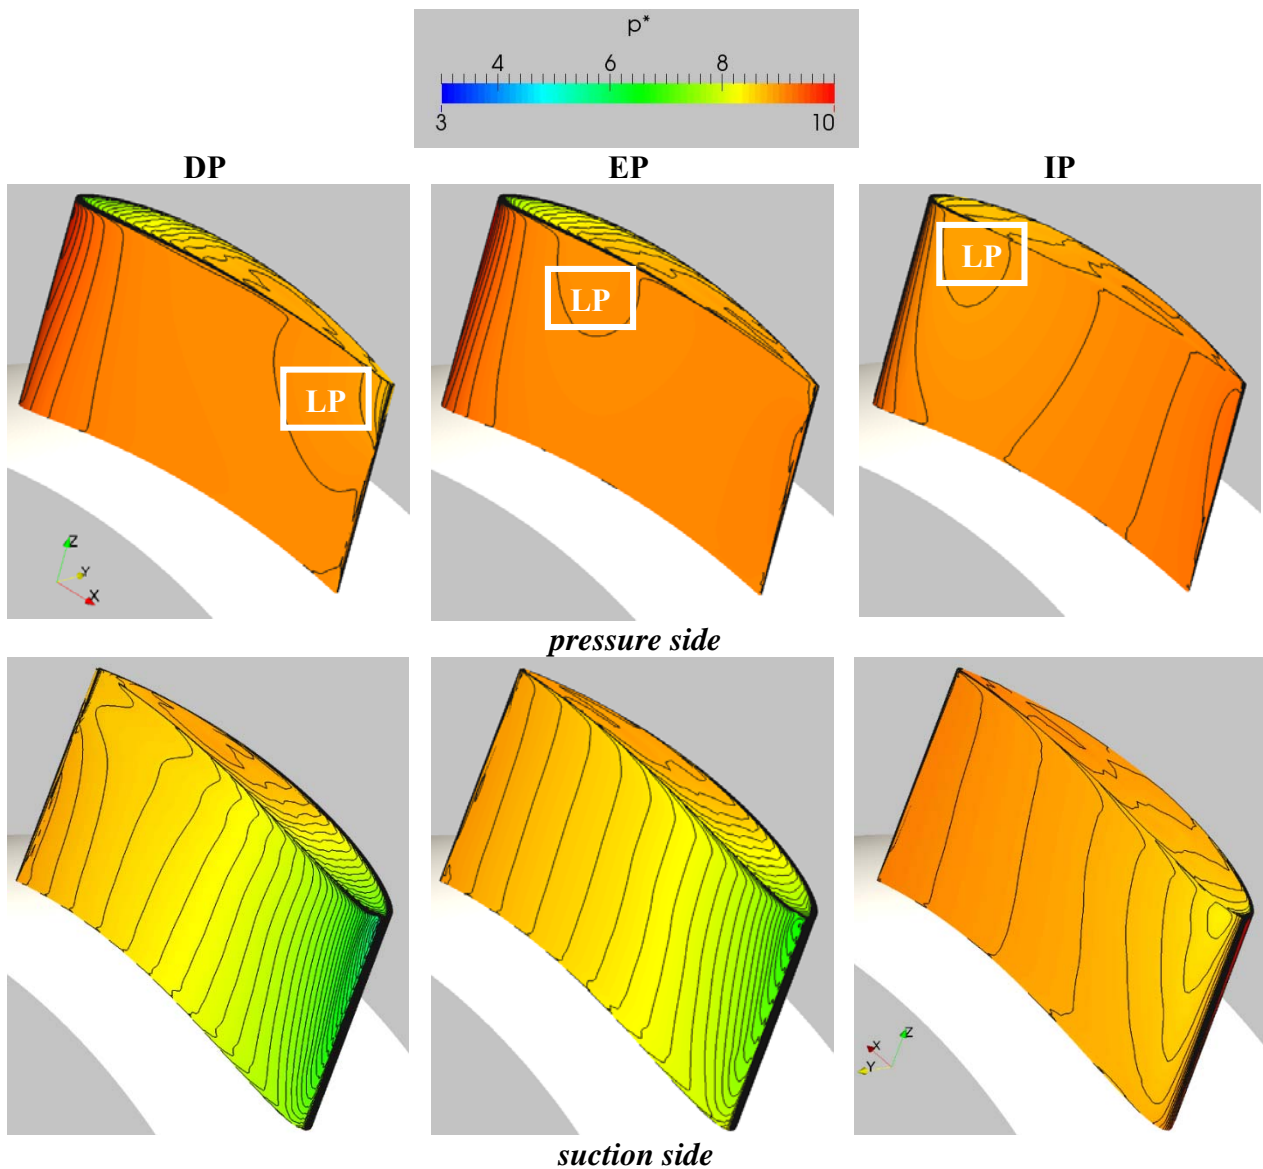 p*
4 6 8
3 10
DP EP IP
LP LP LP
Z
Y
X
pressure side
Z
X
Y
suction side